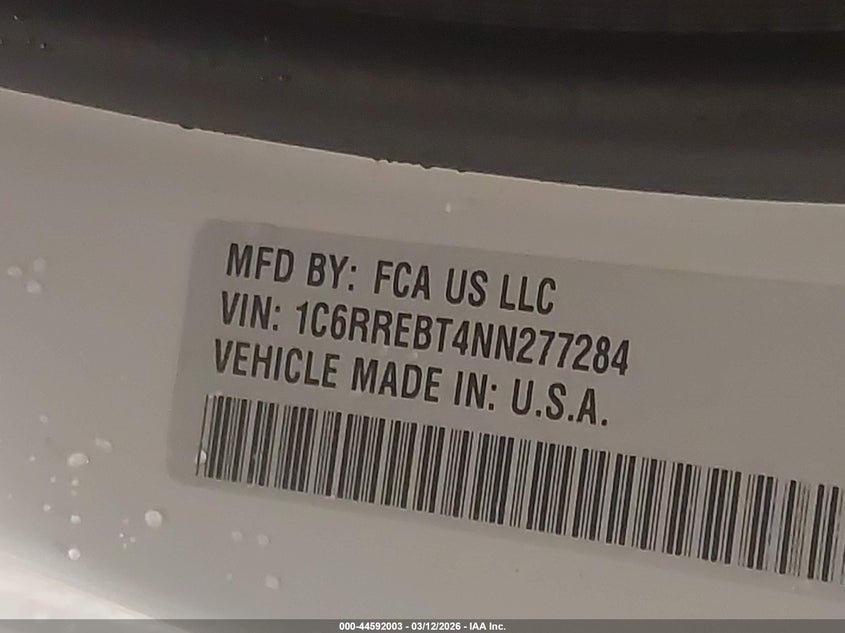 MFD BY: FCA US LLC
VIN: 1C6RREBT4NN277284
VEHICLE MADE IN: U.S.A.
000-44592003 - 03/12/2026 - IAA Inc.